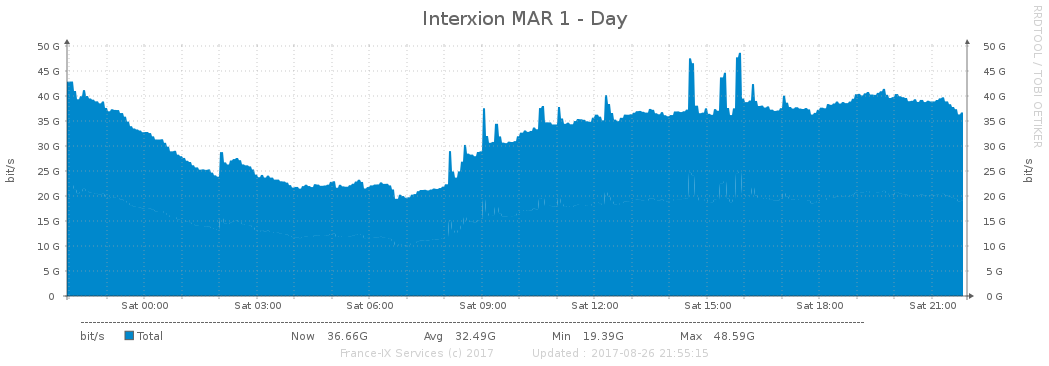 Interxion MAR 1 - Day
RRDTOOL / TOBI OETIKER
50 G 50 G
45 G 45 G
40 G 40 G
35 G 35 G
30 G 30 G
25 G 25 G
20 G 20 G
15 G 15 G
10 G 10 G
5 G 5 G
0 0 G
bit/s
bit/s
Sat 00:00 Sat 03:00 Sat 06:00 Sat 09:00 Sat 12:00 Sat 15:00 Sat 18:00 Sat 21:00
bit/s Total Now 36.66G Avg 32.49G Min 19.39G Max 48.59G
France-IX Services (c) 2017 Updated : 2017-08-26 21:55:15